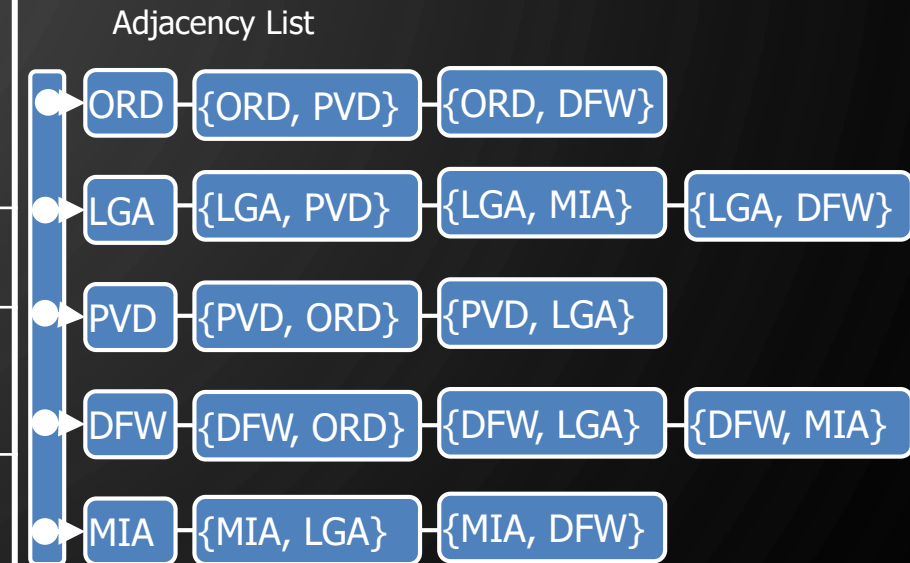 Adjacency List
ORD {ORD, PVD} {ORD, DFW}
LGA {LGA, PVD} {LGA, MIA} {LGA, DFW}
PVD {PVD, ORD} {PVD, LGA}
DFW {DFW, ORD} {DFW, LGA} {DFW, MIA}
MIA {MIA, LGA} {MIA, DFW}